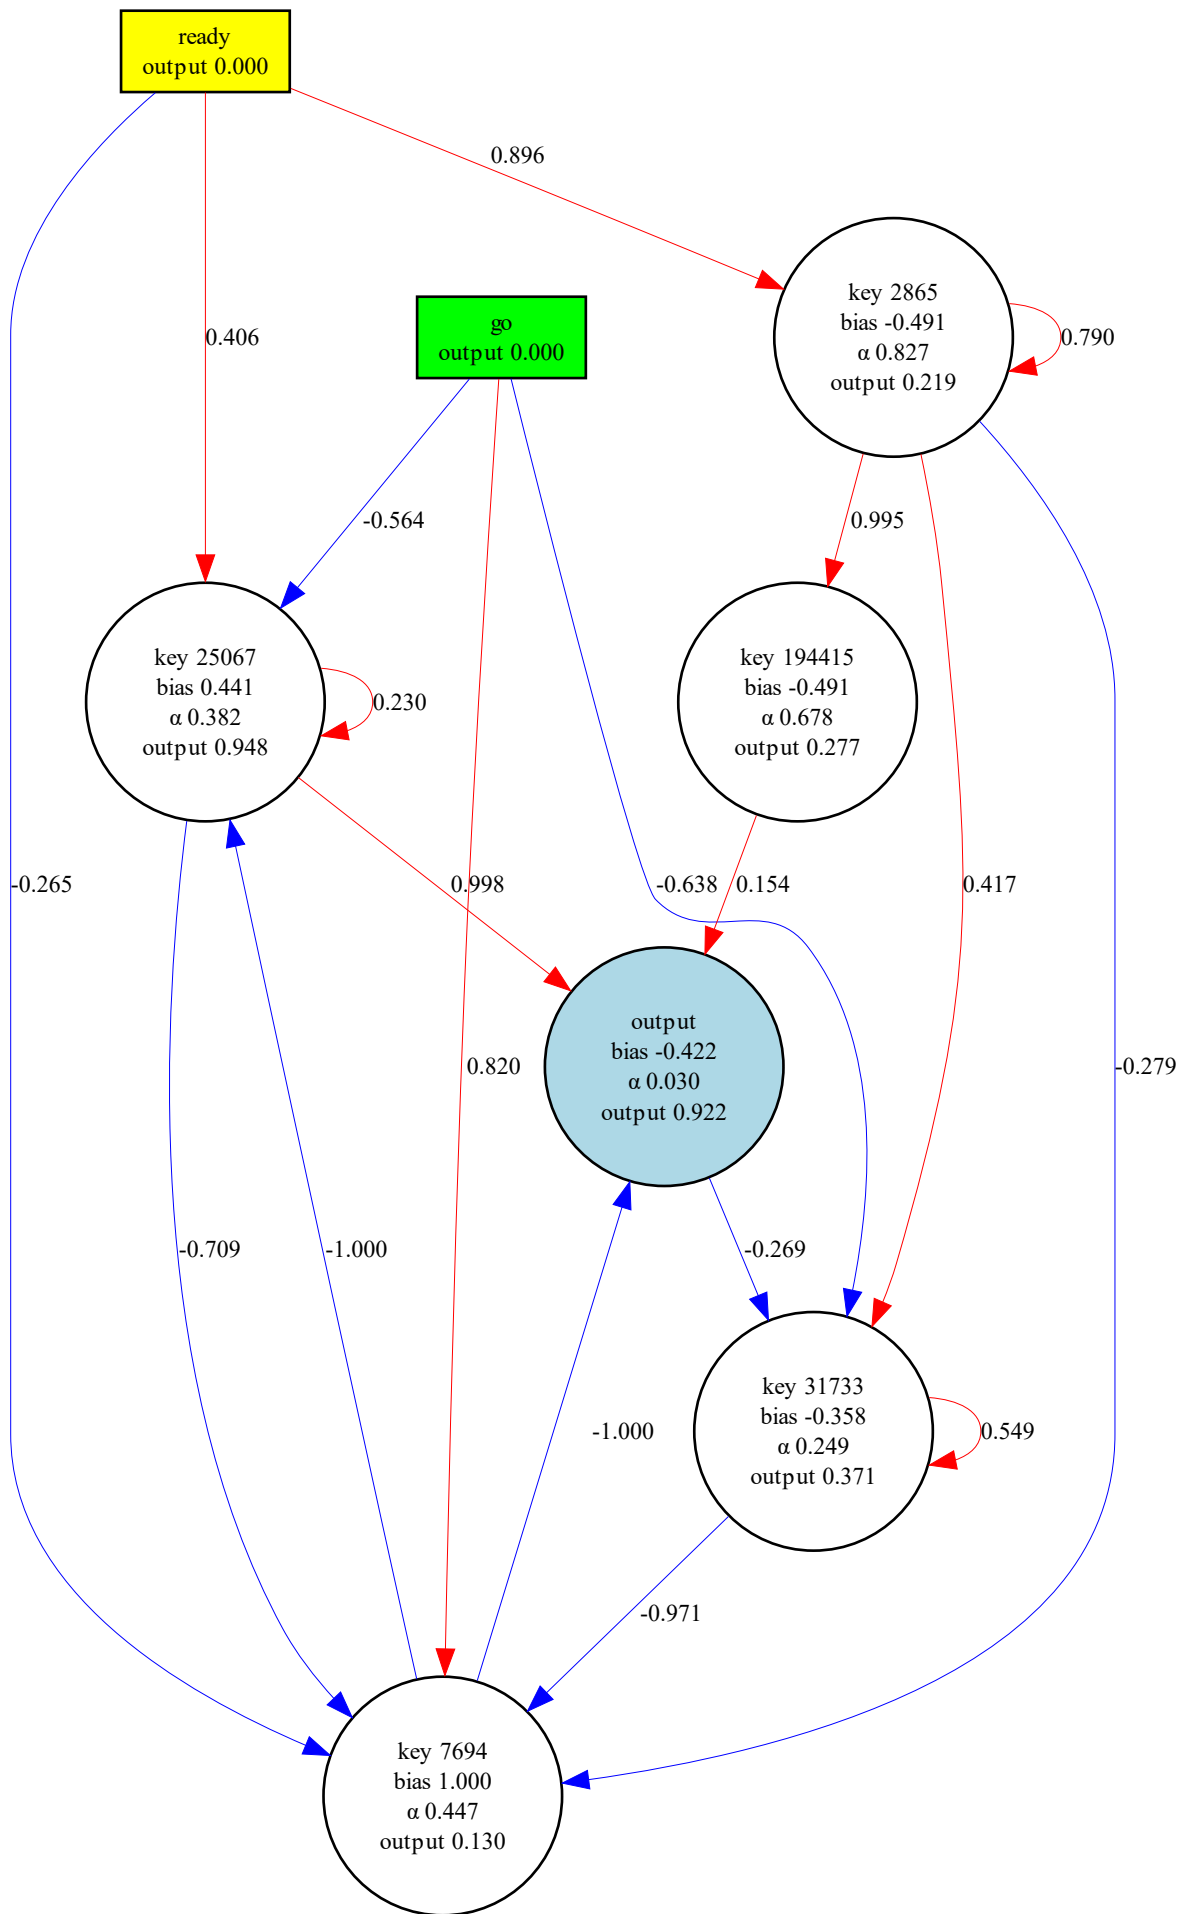 ready
output 0.000
0.896
key 2865
bias -0.491
α 0.827
output 0.219
0.790
go
output 0.000
0.406
-0.564
0.995
key 25067
bias 0.441
α 0.382
output 0.948
0.230
key 194415
bias -0.491
α 0.678
output 0.277
-0.265
0.998
-0.638
0.154
0.417
output
bias -0.422
α 0.030
output 0.922
0.820
-0.279
-0.709
-1.000
-0.269
-1.000
key 31733
bias -0.358
α 0.249
output 0.371
0.549
-0.971
key 7694
bias 1.000
α 0.447
output 0.130